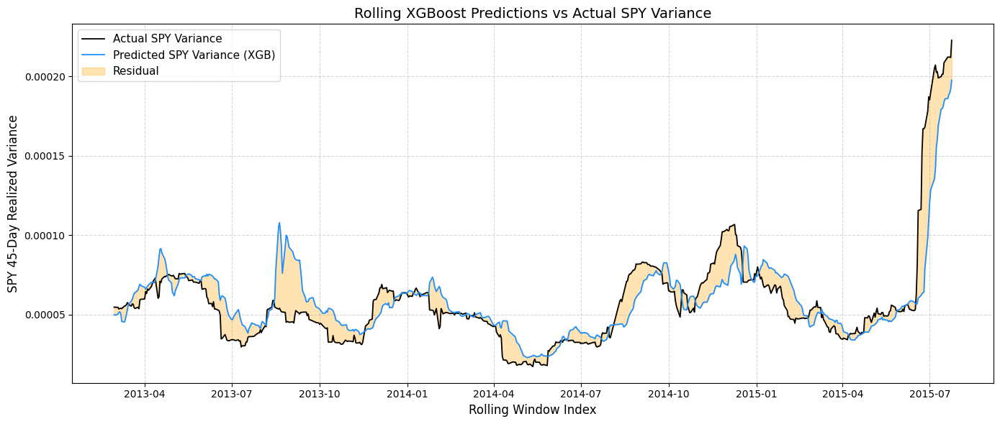 Rolling XGBoost Predictions vs Actual SPY Variance
Actual SPY Variance
Predicted SPY Variance (XGB)
Residual
SPY 45-Day Realized Variance
0.00020
0.00015
0.00010
0.00005
2013-04
2013-07
2013-10
2014-01
2014-04
2014-07
2014-10
2015-01
2015-04
2015-07
Rolling Window Index